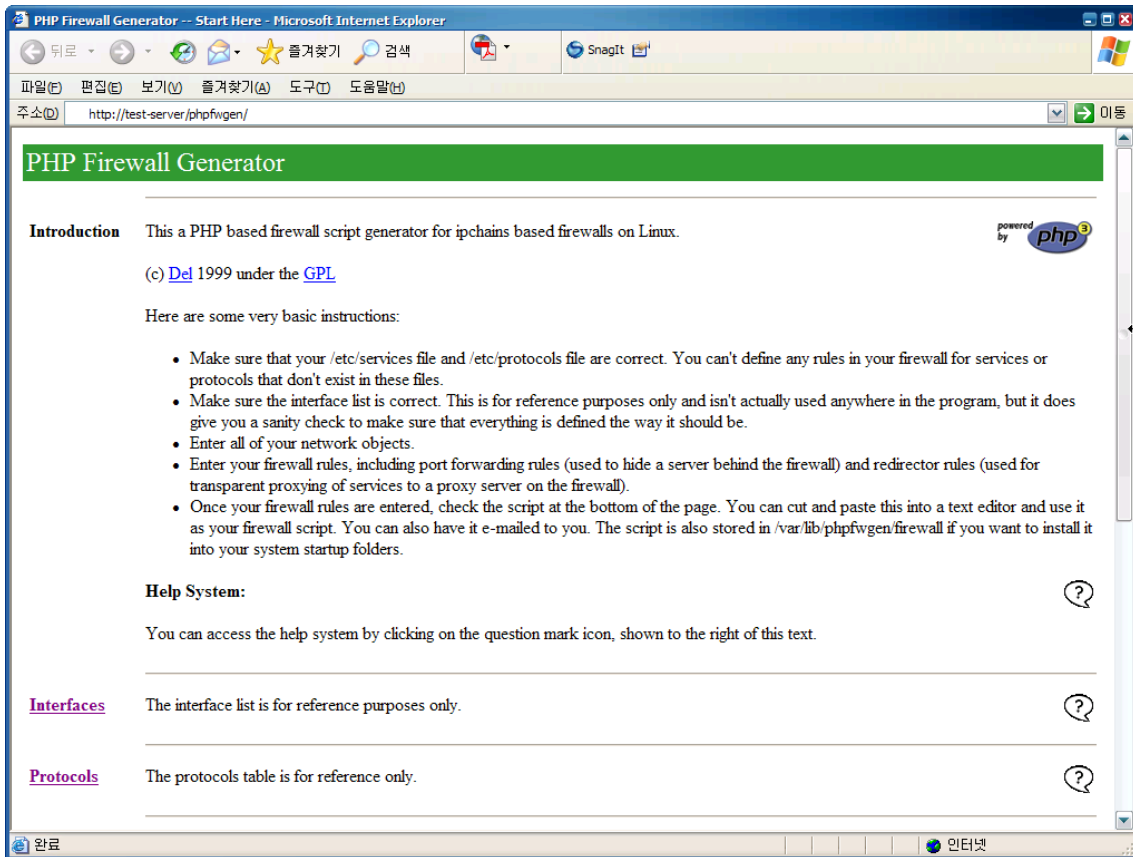 PHP Firewall Generator -- Start Here - Microsoft Internet Explorer
뒤로 즐겨찾기 검색 SnagIt
파일(F) 편집(E) 보기(V) 즐겨찾기(A) 도구(T) 도움말(H)
주소(D) http://test-server/phpfwgen/ 이동
PHP Firewall Generator
Introduction This a PHP based firewall script generator for ipchains based firewalls on Linux.
powered
by php3
(c) Del 1999 under the GPL
Here are some very basic instructions:
• Make sure that your /etc/services file and /etc/protocols file are correct. You can't define any rules in your firewall for services or
protocols that don't exist in these files.
• Make sure the interface list is correct. This is for reference purposes only and isn't actually used anywhere in the program, but it does
give you a sanity check to make sure that everything is defined the way it should be.
• Enter all of your network objects.
• Enter your firewall rules, including port forwarding rules (used to hide a server behind the firewall) and redirector rules (used for
transparent proxying of services to a proxy server on the firewall).
• Once your firewall rules are entered, check the script at the bottom of the page. You can cut and paste this into a text editor and use it
as your firewall script. You can also have it e-mailed to you. The script is also stored in /var/lib/phpfwgen/firewall if you want to install it
into your system startup folders.
Help System: ?
You can access the help system by clicking on the question mark icon, shown to the right of this text.
Interfaces The interface list is for reference purposes only. ?
Protocols The protocols table is for reference only. ?
완료 인터넷